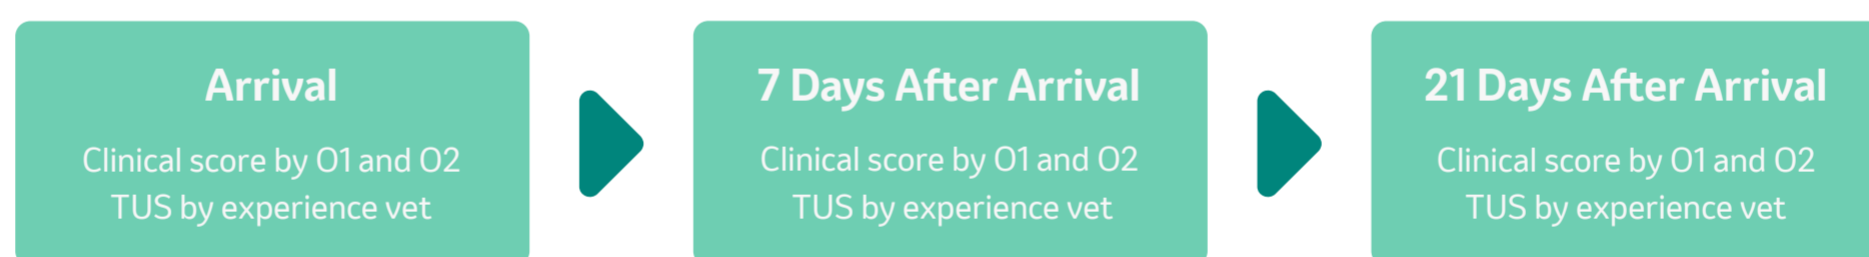 Arrival
Clinical score by O1 and O2
TUS by experience vet
7 Days After Arrival
Clinical score by O1 and O2
TUS by experience vet
21 Days After Arrival
Clinical score by O1 and O2
TUS by experience vet